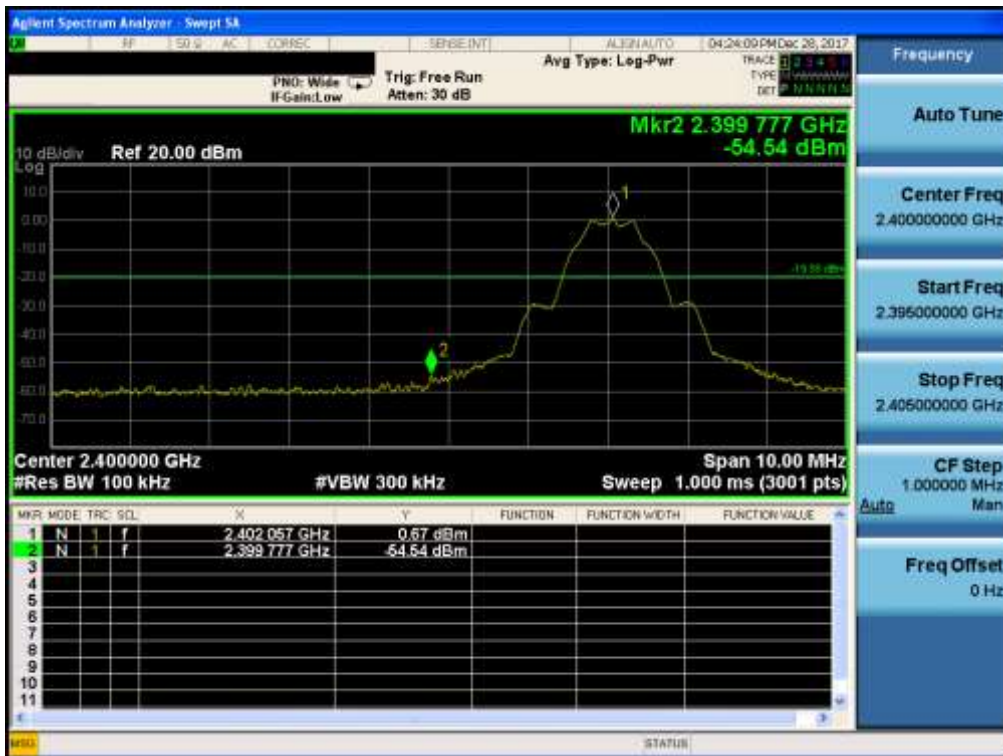 Agilent Spectrum Analyzer - Swept SA
RF 50 Ω AC CORREC SENSE:INT ALIGN AUTO 04:24:09 PM Dec 28, 2017
Frequency
PNO: Wide Trig: Free Run Avg Type: Log-Pwr TRACE 1 2 3 4 5 6
IFGain:Low Atten: 30 dB TYPE
DET P N N N N N
Auto Tune
Mkr2 2.399 777 GHz
-54.54 dBm
10 dB/div Ref 20.00 dBm
Log
10.0
0.00
-10.0
-20.0
-30.0
-40.0
-50.0
-60.0
-70.0
1
2
Center Freq
2.400000000 GHz
Start Freq
2.395000000 GHz
Stop Freq
2.405000000 GHz
CF Step
1.000000 MHz
Auto Man
Freq Offset
0 Hz
Center 2.400000 GHz Span 10.00 MHz
#Res BW 100 kHz #VBW 300 kHz Sweep 1.000 ms (3001 pts)
MKR MODE TRC SCL X Y FUNCTION FUNCTION WIDTH FUNCTION VALUE
1 N 1 f 2.402 057 GHz 0.67 dBm
2 N 1 f 2.399 777 GHz -54.54 dBm
3
4
5
6
7
8
9
10
11
MSG STATUS